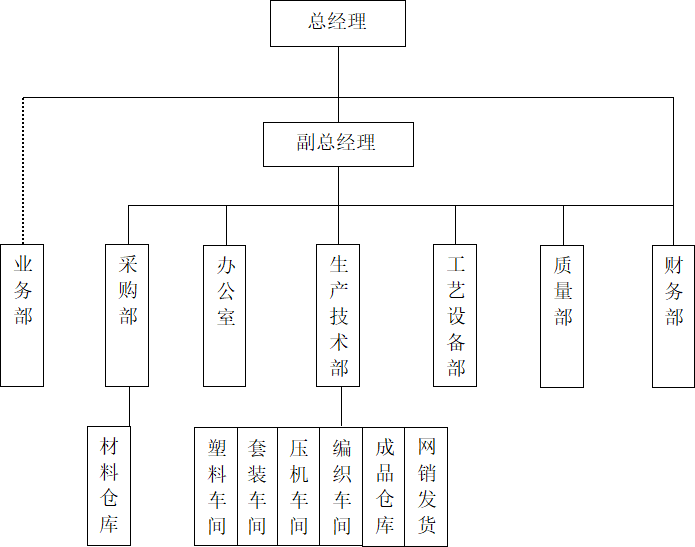 总经理
副总经理
业务部
采购部
办公室
生产技术部
工艺设备部
质量部
财务部
材料仓库
塑料车间
套装车间
压机车间
编织车间
成品仓库
网销发货